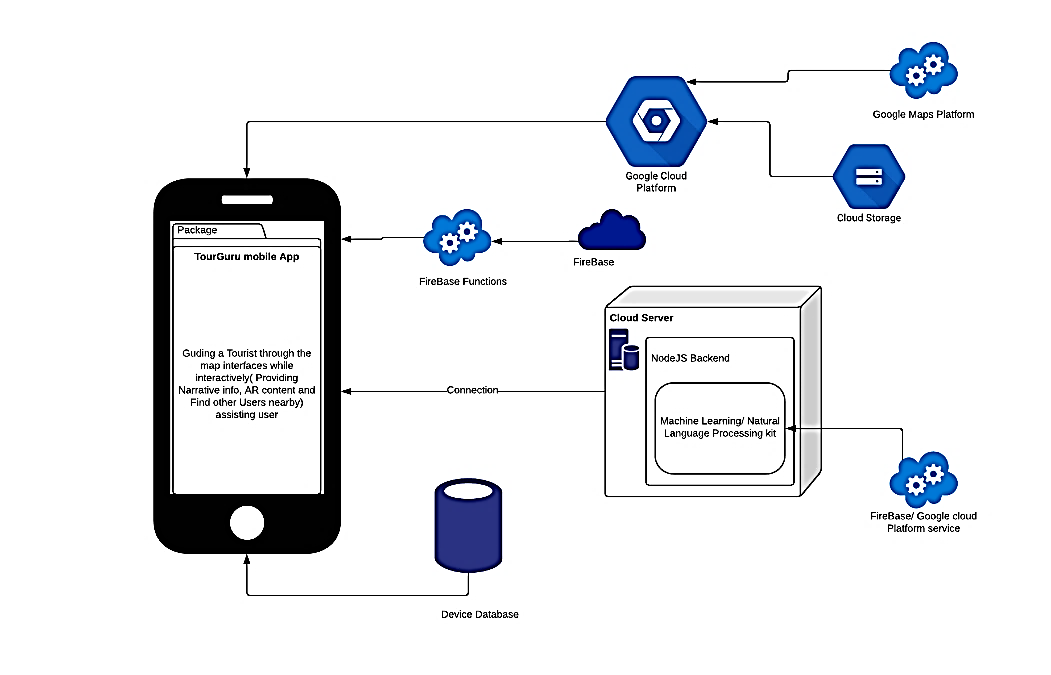 Google Maps Platform
Google Cloud
Platform
Cloud Storage
Package
TourGuru mobile App
Guding a Tourist through the
map interfaces while
interactively( Providing
Narrative info, AR content and
Find other Users nearby)
assisting user
FireBase Functions
FireBase
Cloud Server
NodeJS Backend
Connection
Machine Learning/ Natural
Language Processing kit
FireBase/ Google cloud
Platform service
Device Database